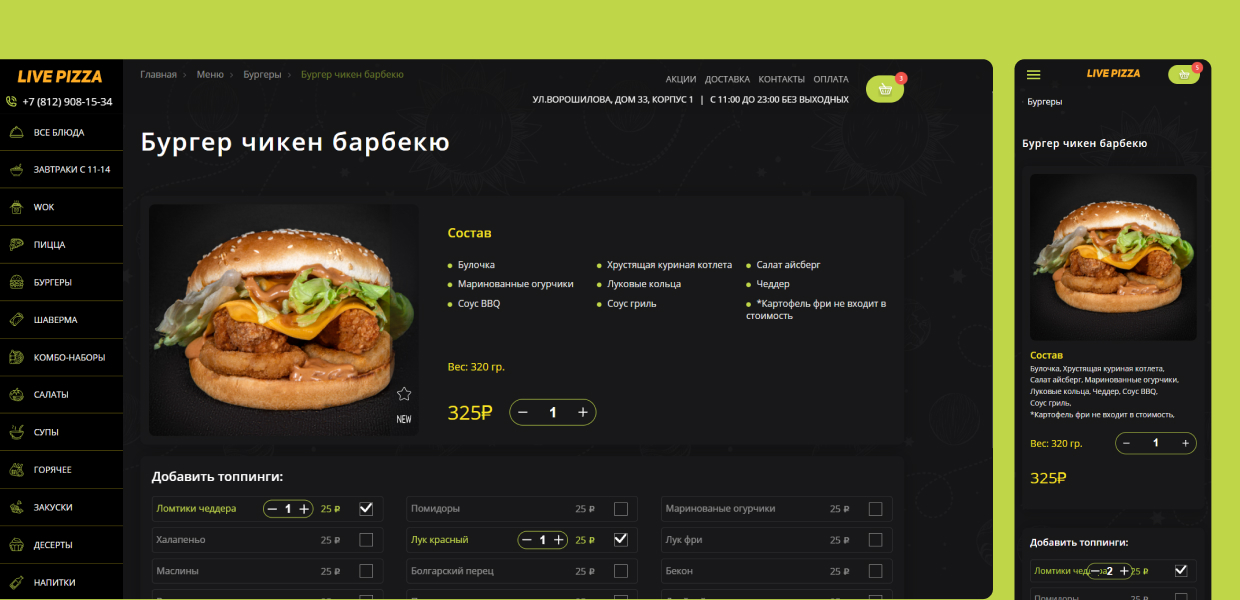 LIVE PIZZA
+7 (812) 908-15-34
ВСЕ БЛЮДА
ЗАВТРАКИ С 11-14
WOK
ПИЦЦА
БУРГЕРЫ
ШАВЕРМА
КОМБО-НАБОРЫ
САЛАТЫ
СУПЫ
ГОРЯЧЕЕ
ЗАКУСКИ
ДЕСЕРТЫ
НАПИТКИ
Главная › Меню › Бургеры › Бургер чикен барбекю
АКЦИИ ДОСТАВКА КОНТАКТЫ ОПЛАТА
3
УЛ.ВОРОШИЛОВА, ДОМ 33, КОРПУС 1 | С 11:00 ДО 23:00 БЕЗ ВЫХОДНЫХ
Бургер чикен барбекю
NEW
Состав
Булочка
Хрустящая куриная котлета
Салат айсберг
Маринованные огурчики
Луковые кольца
Чеддер
Соус BBQ
Соус гриль
*Картофель фри не входит в
стоимость
Вес: 320 гр.
325₽ − 1 +
Добавить топпинги:
Ломтики чеддера − 1 + 25 ₽
Помидоры 25 ₽
Маринованые огурчики 25 ₽
Халапеньо 25 ₽
Лук красный − 1 + 25 ₽
Лук фри 25 ₽
Маслины 25 ₽
Болгарский перец 25 ₽
Бекон 25 ₽
LIVE PIZZA
5
Бургеры
Бургер чикен барбекю
Состав
Булочка, Хрустящая куриная котлета,
Салат айсберг, Маринованные огурчики,
Луковые кольца, Чеддер, Соус BBQ,
Соус гриль,
*Картофель фри не входит в стоимость,
Вес: 320 гр. − 1 +
325₽
Добавить топпинги:
Ломтики − 2 + 25 ₽
Помидоры 25 ₽